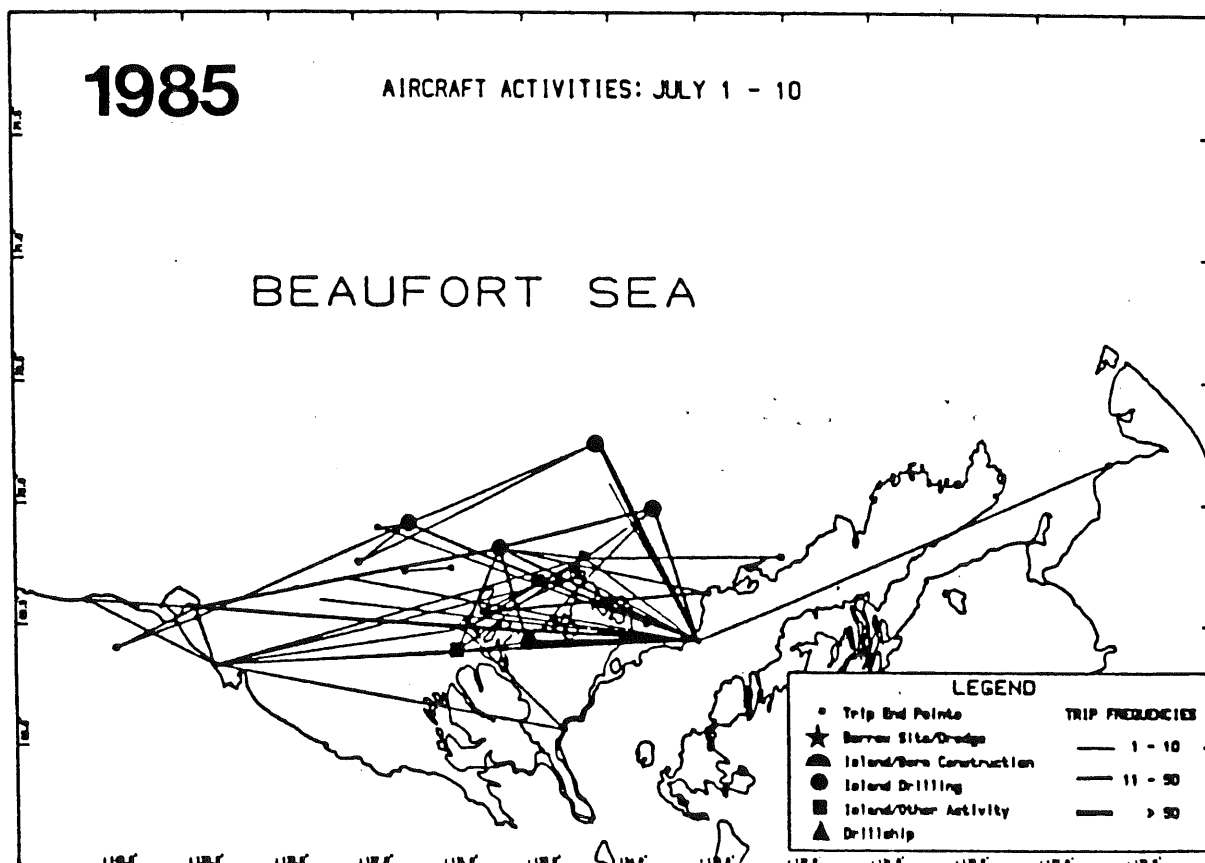 1985
AIRCRAFT ACTIVITIES: JULY 1 - 10
BEAUFORT SEA
LEGEND
Trip End Points
TRIP FREQUENCIES
Borrow Site/Dredge
1 - 10
Island/Berm Construction
Island Drilling
11 - 50
Island/Other Activity
> 50
Drillship